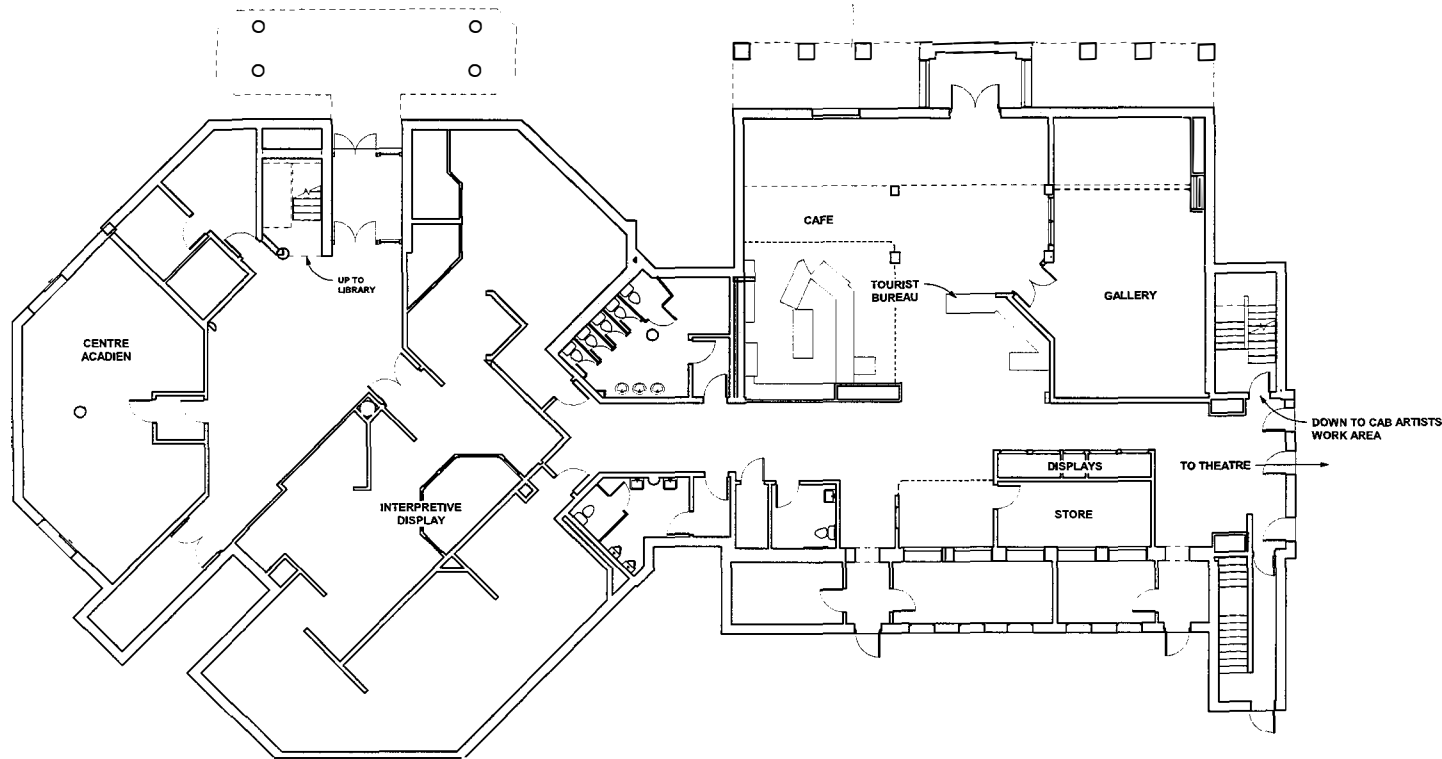 CAFE
UP TO
LIBRARY
TOURIST
BUREAU
GALLERY
CENTRE
ACADIEN
DOWN TO CAB ARTISTS
WORK AREA
DISPLAYS
TO THEATRE
INTERPRETIVE
DISPLAY
STORE